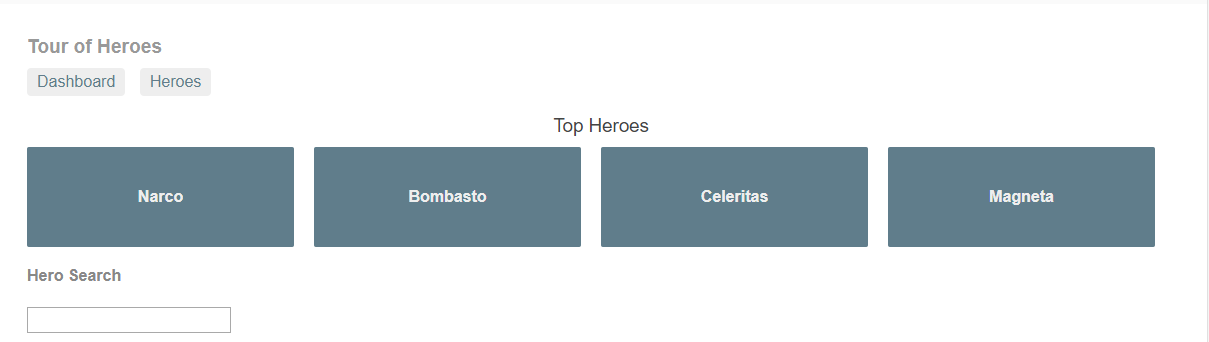 Tour of Heroes
Dashboard Heroes
Top Heroes
Narco Bombasto Celeritas Magneta
Hero Search